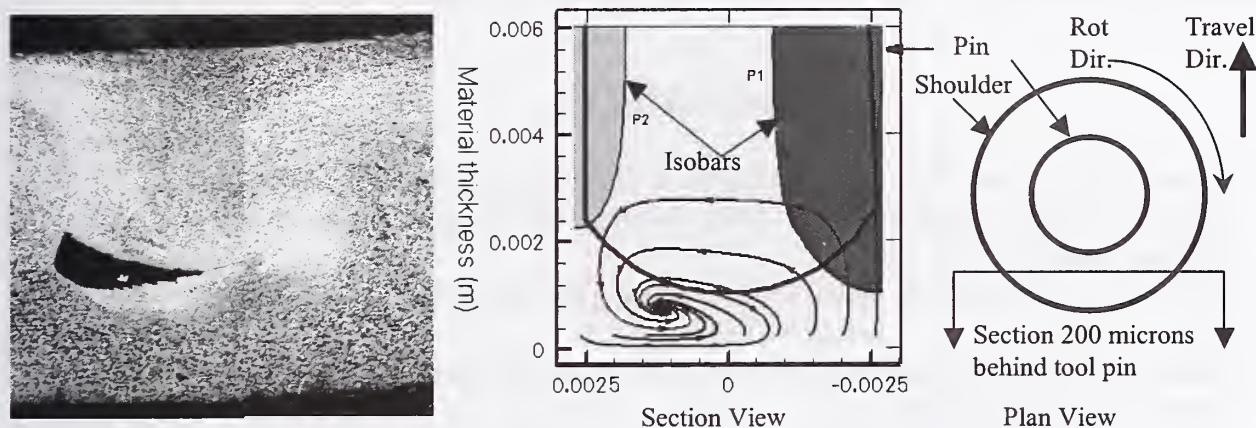 Material thickness (m)
0.006
0.004
0.002
0
0.0025
0
-0.0025
P1
P2
Isobars
Section View
Pin
Shoulder
Rot
Dir.
Travel
Dir.
Section 200 microns
behind tool pin
Plan View